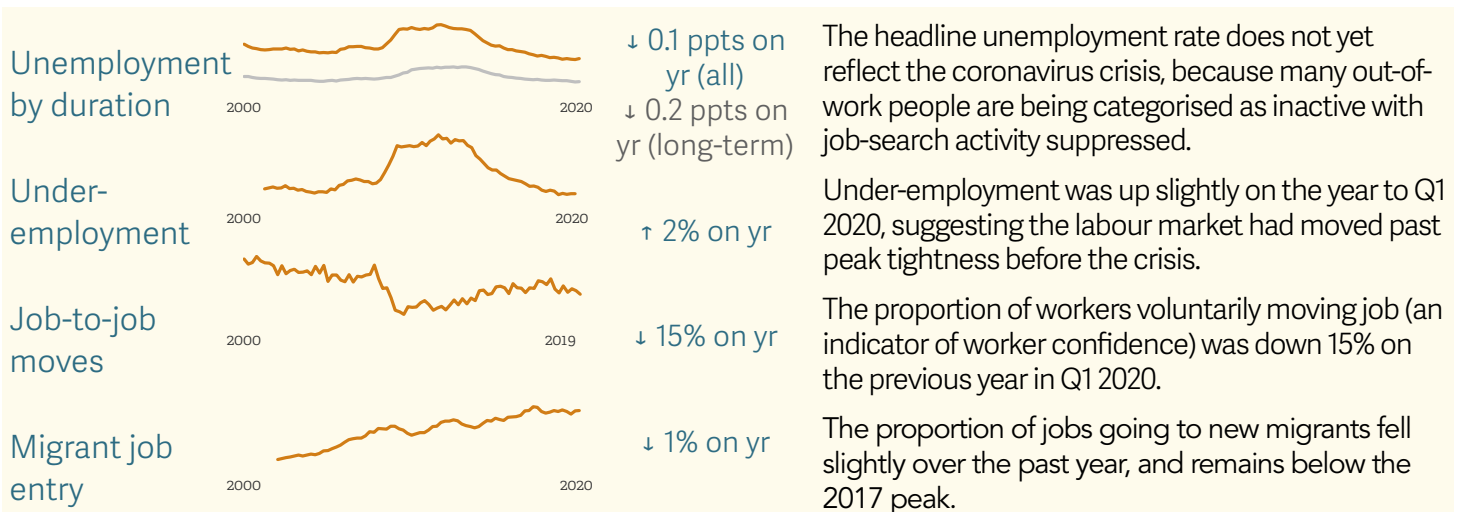 Unemployment
by duration
2000
2020
↓ 0.1 ppts on
yr (all)
↓ 0.2 ppts on
yr (long-term)
The headline unemployment rate does not yet
reflect the coronavirus crisis, because many out-of-
work people are being categorised as inactive with
job-search activity suppressed.
Under-
employment
2000
2020
↑ 2% on yr
Under-employment was up slightly on the year to Q1
2020, suggesting the labour market had moved past
peak tightness before the crisis.
Job-to-job
moves
2000
2019
↓ 15% on yr
The proportion of workers voluntarily moving job (an
indicator of worker confidence) was down 15% on
the previous year in Q1 2020.
Migrant job
entry
2000
2020
↓ 1% on yr
The proportion of jobs going to new migrants fell
slightly over the past year, and remains below the
2017 peak.